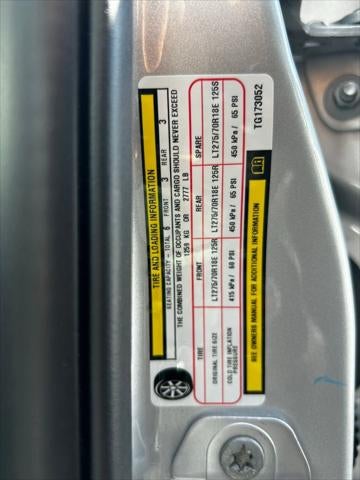 TIRE AND LOADING INFORMATION
SEATING CAPACITY - TOTAL 6 FRONT 3 REAR 3
THE COMBINED WEIGHT OF OCCUPANTS AND CARGO SHOULD NEVER EXCEED
1259 KG OR 2777 LB
TIRE FRONT REAR SPARE
ORIGINAL TIRE SIZE LT275/70R18E 125R LT275/70R18E 125R LT275/70R18E 125S
COLD TIRE INFLATION PRESSURE 415 kPa / 60 PSI 450 kPa / 65 PSI 450 kPa / 65 PSI
SEE OWNERS MANUAL FOR ADDITIONAL INFORMATION
TG173052